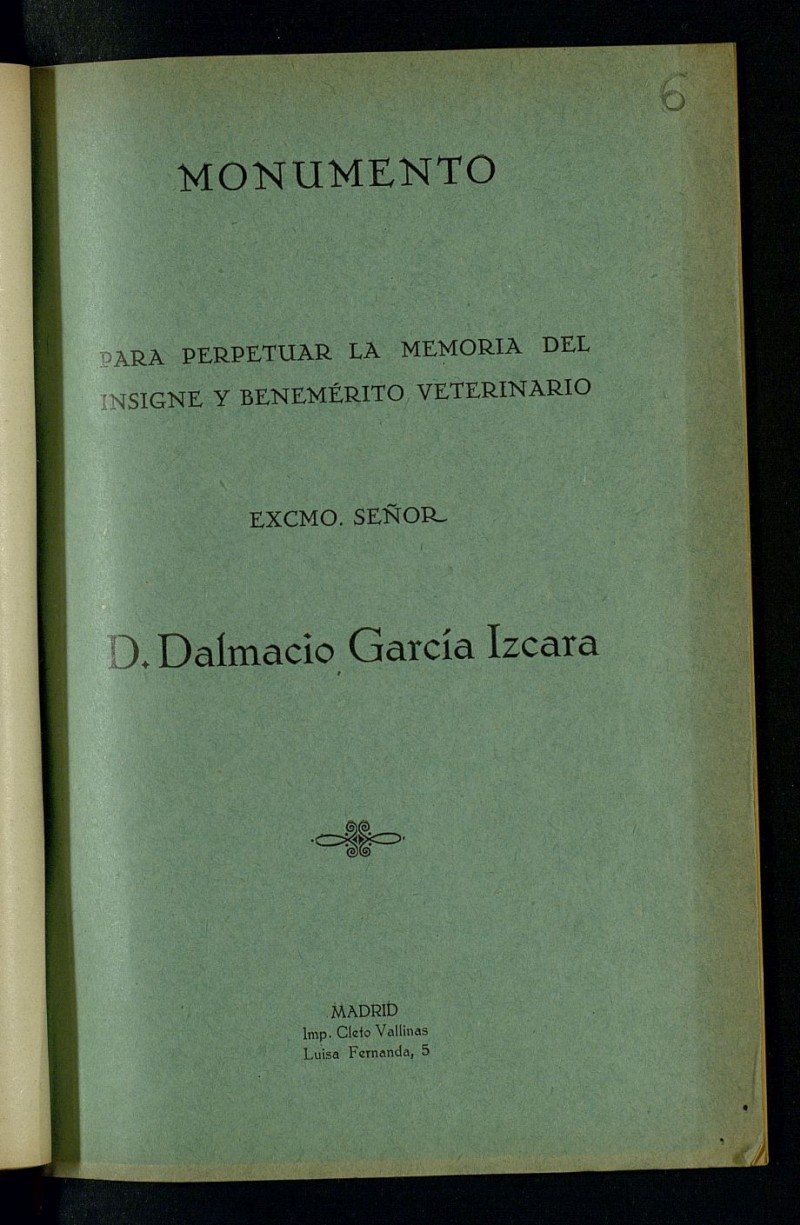 6
MONUMENTO
PARA PERPETUAR LA MEMORIA DEL
INSIGNE Y BENEMÉRITO VETERINARIO
EXCMO. SEÑOR
D. Dalmacio García Izcara
MADRID
Imp. Cleto Vallinas
Luisa Fernanda, 5